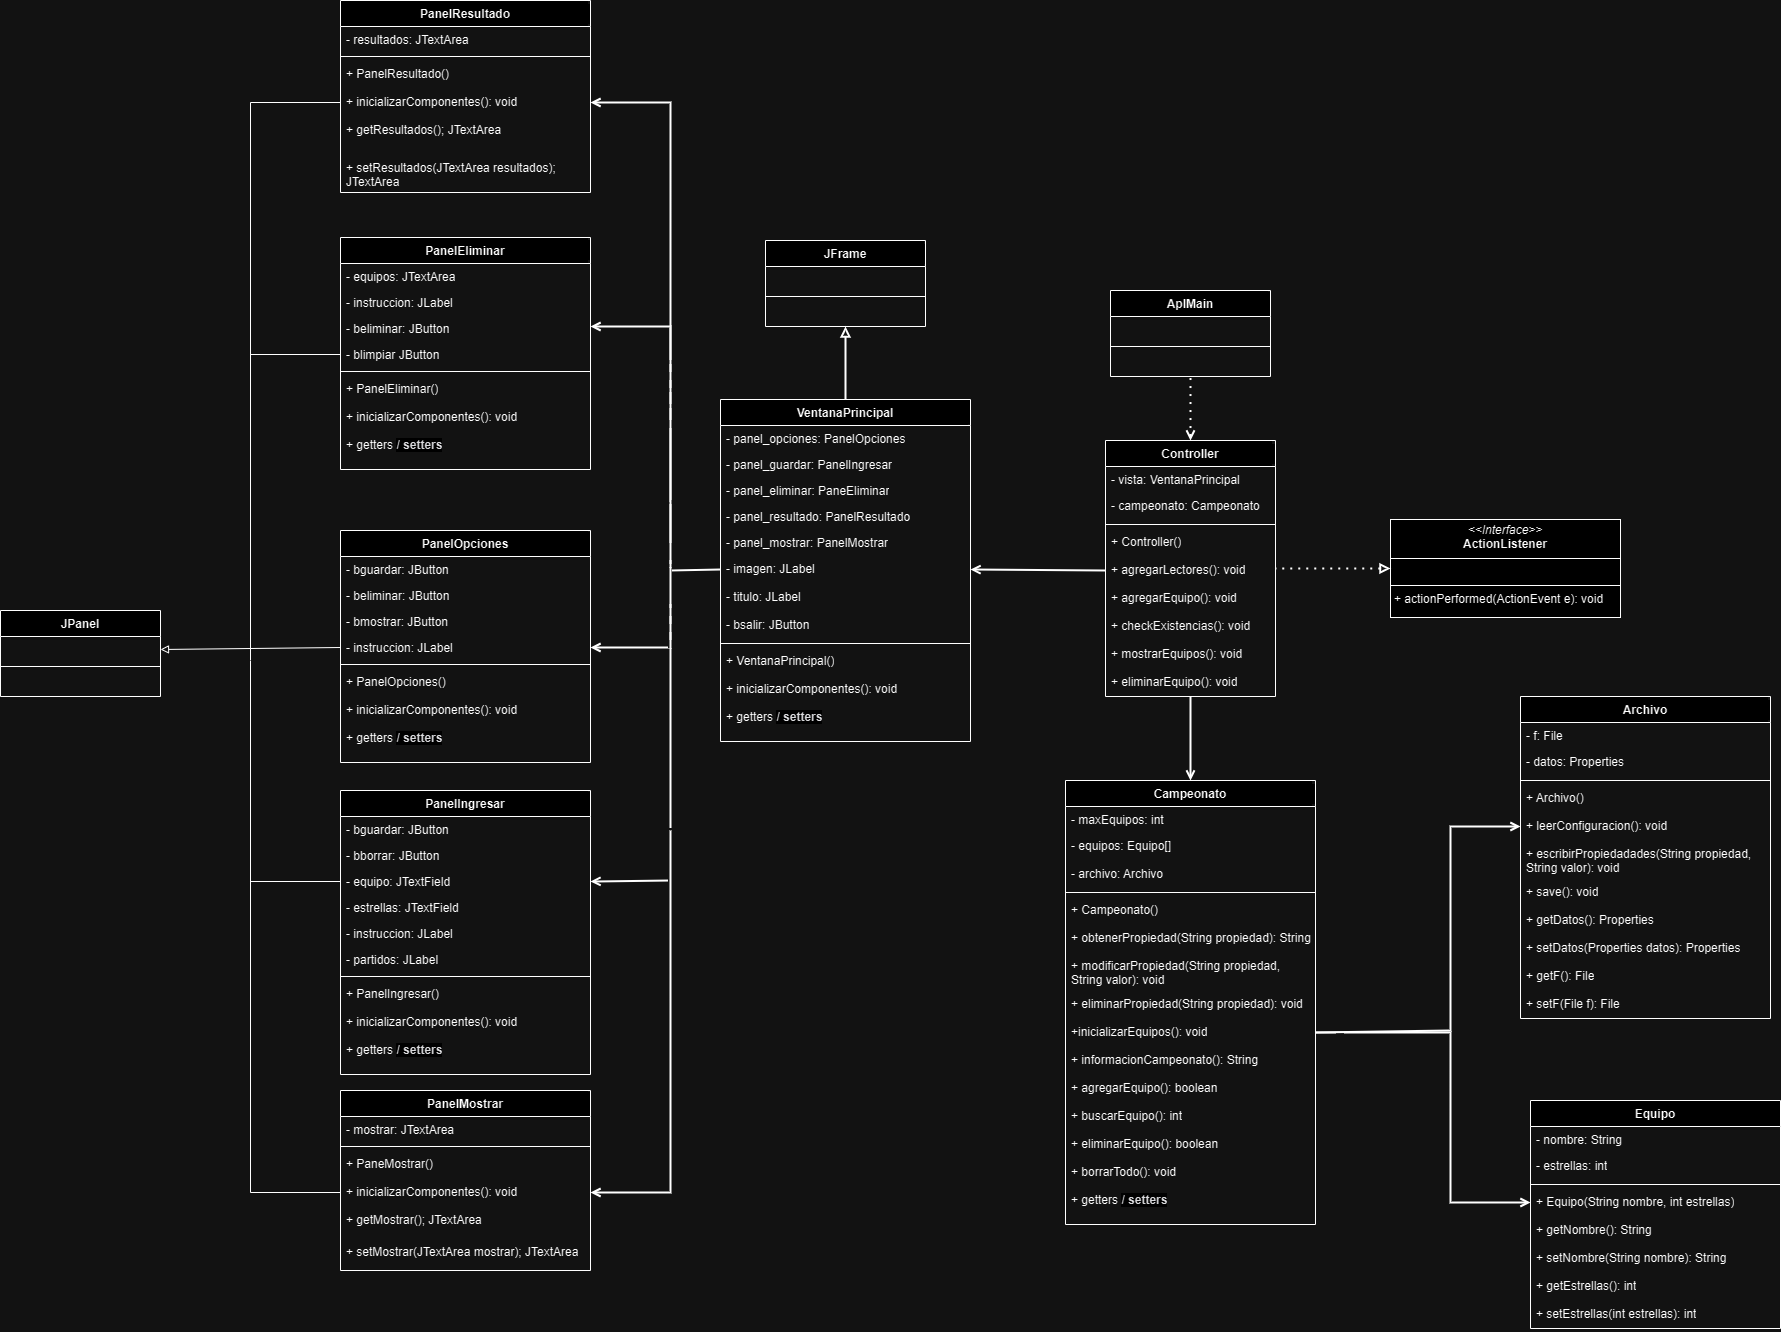 PanelResultado
- resultados: JTextArea
+ PanelResultado()
+ inicializarComponentes(): void
+ getResultados(); JTextArea
+ setResultados(JTextArea resultados);
JTextArea
PanelEliminar
- equipos: JTextArea
- instruccion: JLabel
- beliminar: JButton
- blimpiar JButton
+ PanelEliminar()
+ inicializarComponentes(): void
+ getters / setters
PanelOpciones
- bguardar: JButton
- beliminar: JButton
- bmostrar: JButton
- instruccion: JLabel
+ PanelOpciones()
+ inicializarComponentes(): void
+ getters / setters
JPanel
PanelIngresar
- bguardar: JButton
- bborrar: JButton
- equipo: JTextField
- estrellas: JTextField
- instruccion: JLabel
- partidos: JLabel
+ PanelIngresar()
+ inicializarComponentes(): void
+ getters / setters
PanelMostrar
- mostrar: JTextArea
+ PaneMostrar()
+ inicializarComponentes(): void
+ getMostrar(); JTextArea
+ setMostrar(JTextArea mostrar); JTextArea
JFrame
VentanaPrincipal
- panel_opciones: PanelOpciones
- panel_guardar: PanelIngresar
- panel_eliminar: PaneEliminar
- panel_resultado: PanelResultado
- panel_mostrar: PanelMostrar
- imagen: JLabel
- titulo: JLabel
- bsalir: JButton
+ VentanaPrincipal()
+ inicializarComponentes(): void
+ getters / setters
AplMain
Controller
- vista: VentanaPrincipal
- campeonato: Campeonato
+ Controller()
+ agregarLectores(): void
+ agregarEquipo(): void
+ checkExistencias(): void
+ mostrarEquipos(): void
+ eliminarEquipo(): void
<<Interface>>
ActionListener
+ actionPerformed(ActionEvent e): void
Campeonato
- maxEquipos: int
- equipos: Equipo[]
- archivo: Archivo
+ Campeonato()
+ obtenerPropiedad(String propiedad): String
+ modificarPropiedad(String propiedad,
String valor): void
+ eliminarPropiedad(String propiedad): void
+inicializarEquipos(): void
+ informacionCampeonato(): String
+ agregarEquipo(): boolean
+ buscarEquipo(): int
+ eliminarEquipo(): boolean
+ borrarTodo(): void
+ getters / setters
Archivo
- f: File
- datos: Properties
+ Archivo()
+ leerConfiguracion(): void
+ escribirPropiedadades(String propiedad,
String valor): void
+ save(): void
+ getDatos(): Properties
+ setDatos(Properties datos): Properties
+ getF(): File
+ setF(File f): File
Equipo
- nombre: String
- estrellas: int
+ Equipo(String nombre, int estrellas)
+ getNombre(): String
+ setNombre(String nombre): String
+ getEstrellas(): int
+ setEstrellas(int estrellas): int